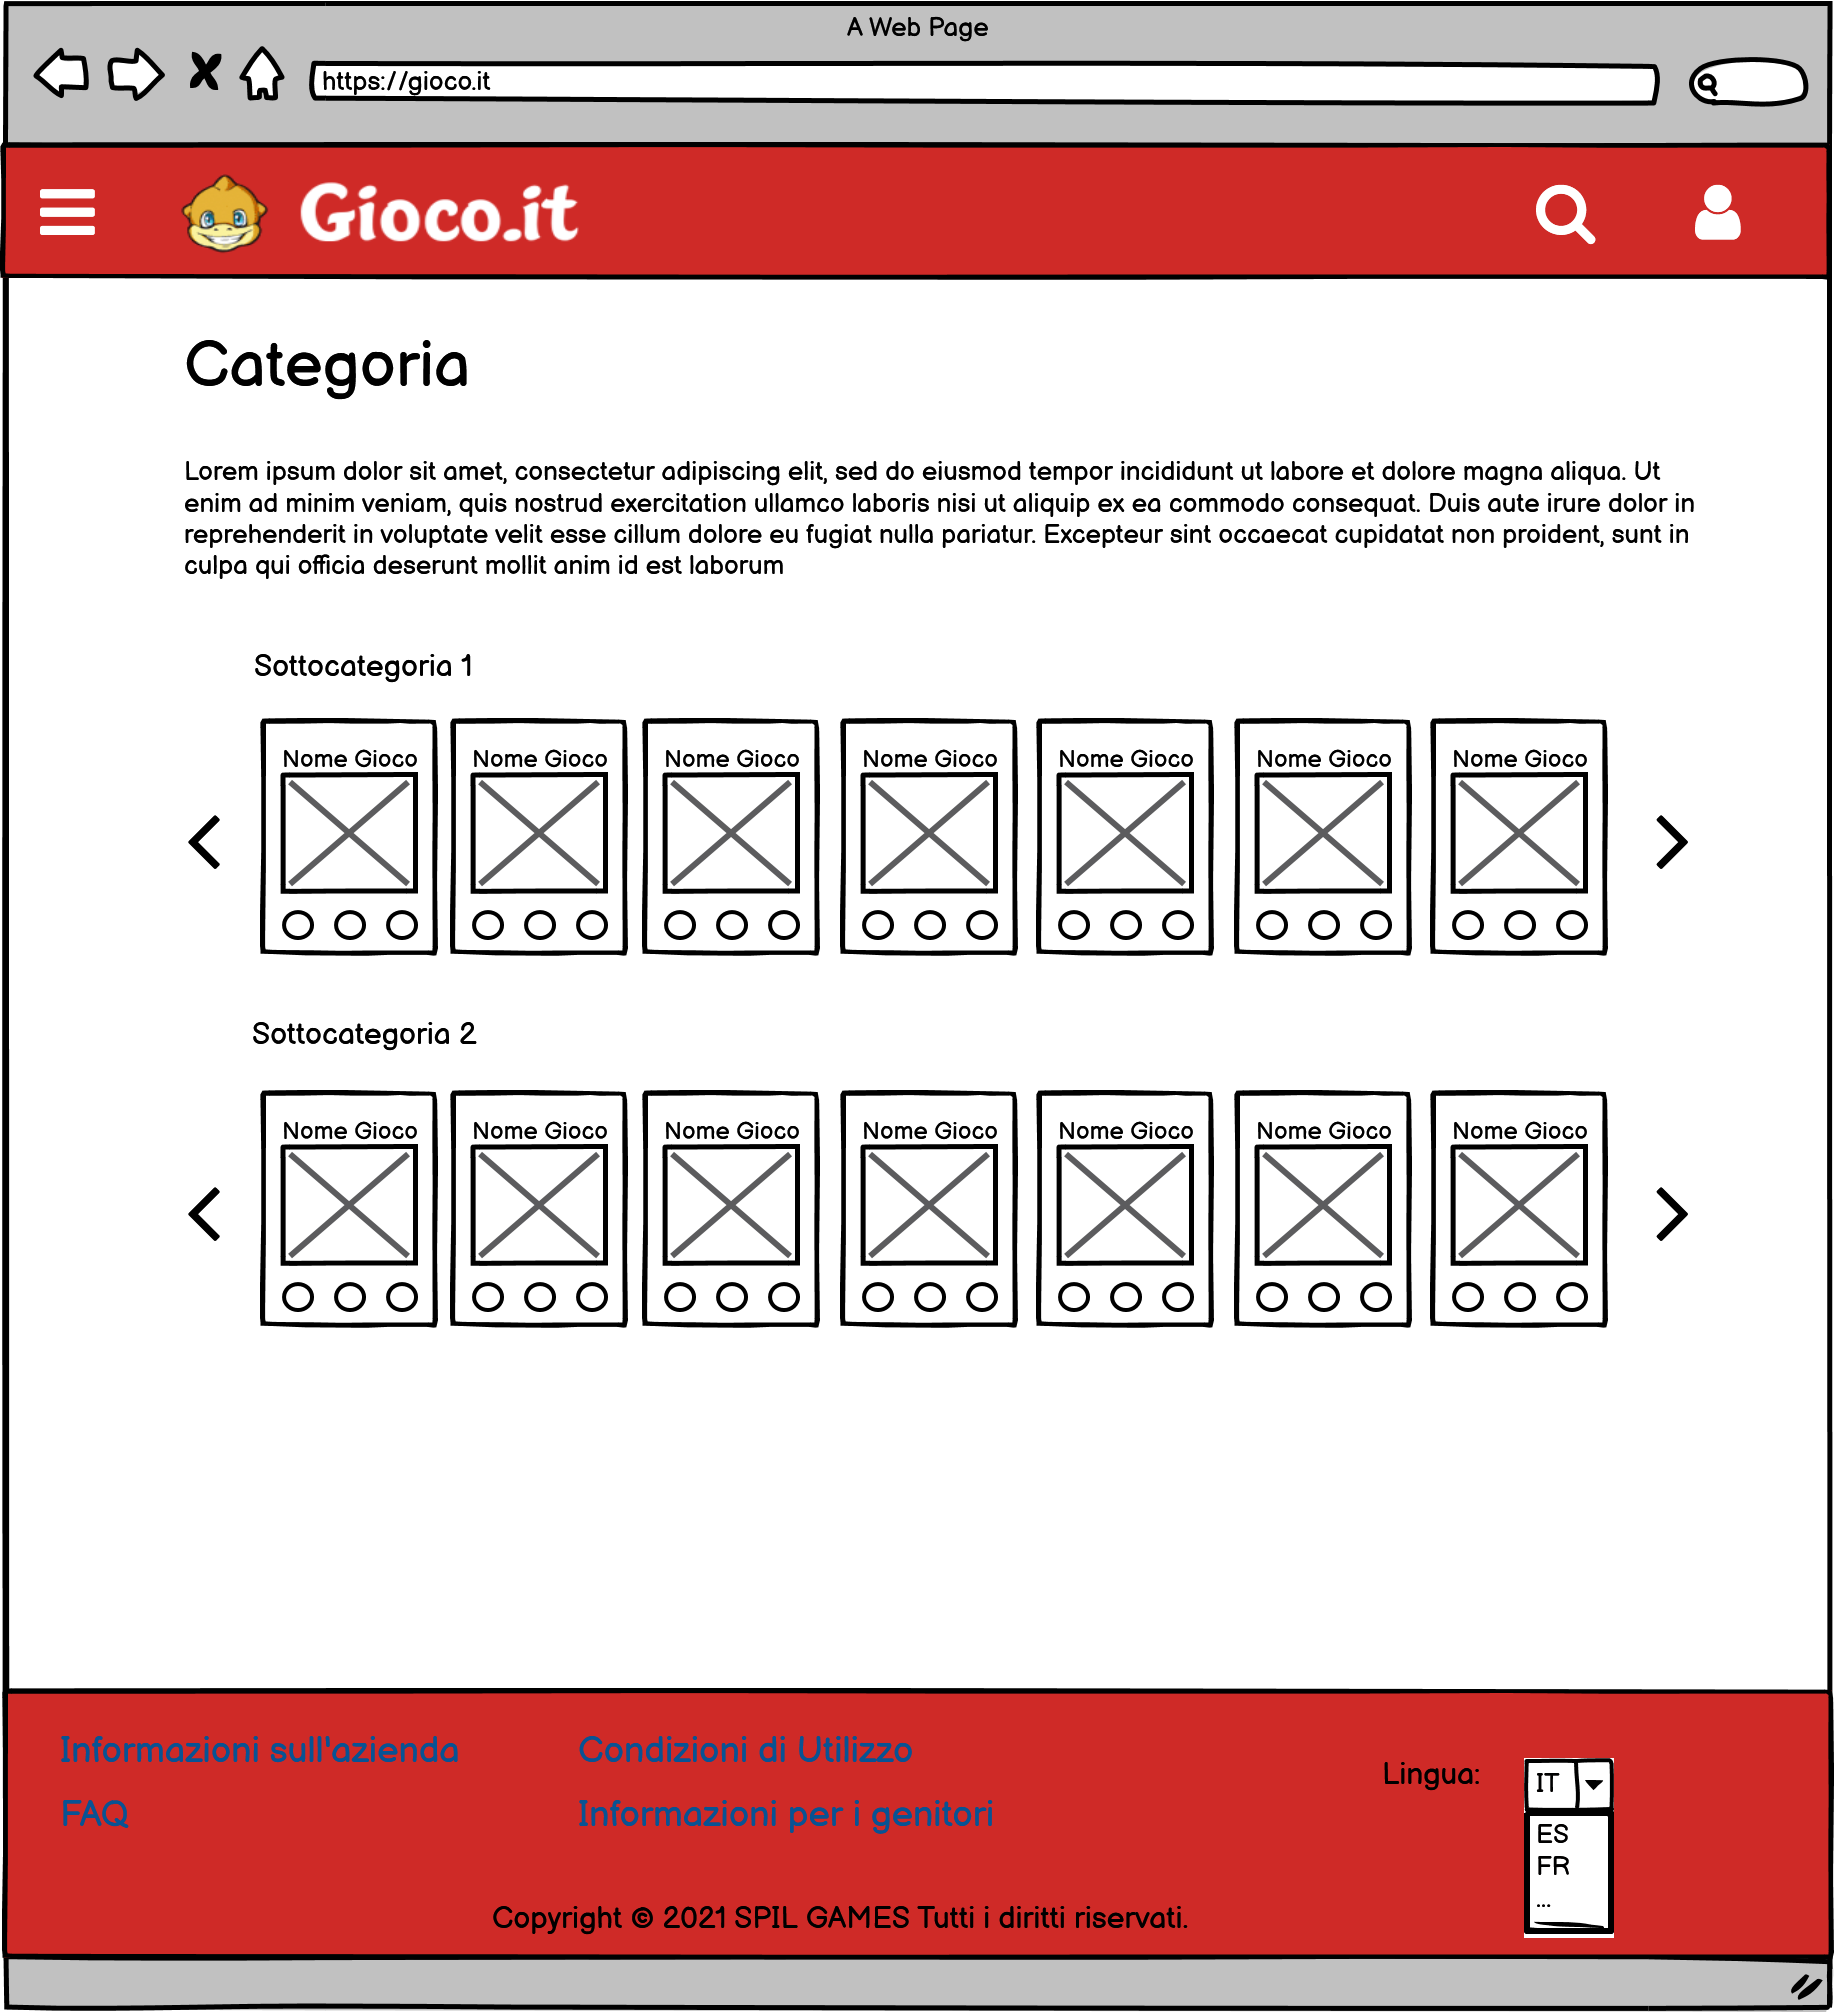 A Web Page
https://gioco.it
Gioco.it
Categoria
Lorem ipsum dolor sit amet, consectetur adipiscing elit, sed do eiusmod tempor incididunt ut labore et dolore magna aliqua. Ut
enim ad minim veniam, quis nostrud exercitation ullamco laboris nisi ut aliquip ex ea commodo consequat. Duis aute irure dolor in
reprehenderit in voluptate velit esse cillum dolore eu fugiat nulla pariatur. Excepteur sint occaecat cupidatat non proident, sunt in
culpa qui officia deserunt mollit anim id est laborum
Sottocategoria 1
Nome Gioco Nome Gioco Nome Gioco Nome Gioco Nome Gioco Nome Gioco Nome Gioco
Sottocategoria 2
Nome Gioco Nome Gioco Nome Gioco Nome Gioco Nome Gioco Nome Gioco Nome Gioco
Informazioni sull'azienda Condizioni di Utilizzo
Lingua: IT
FAQ Informazioni per i genitori
ES
FR
...
Copyright © 2021 SPIL GAMES Tutti i diritti riservati.